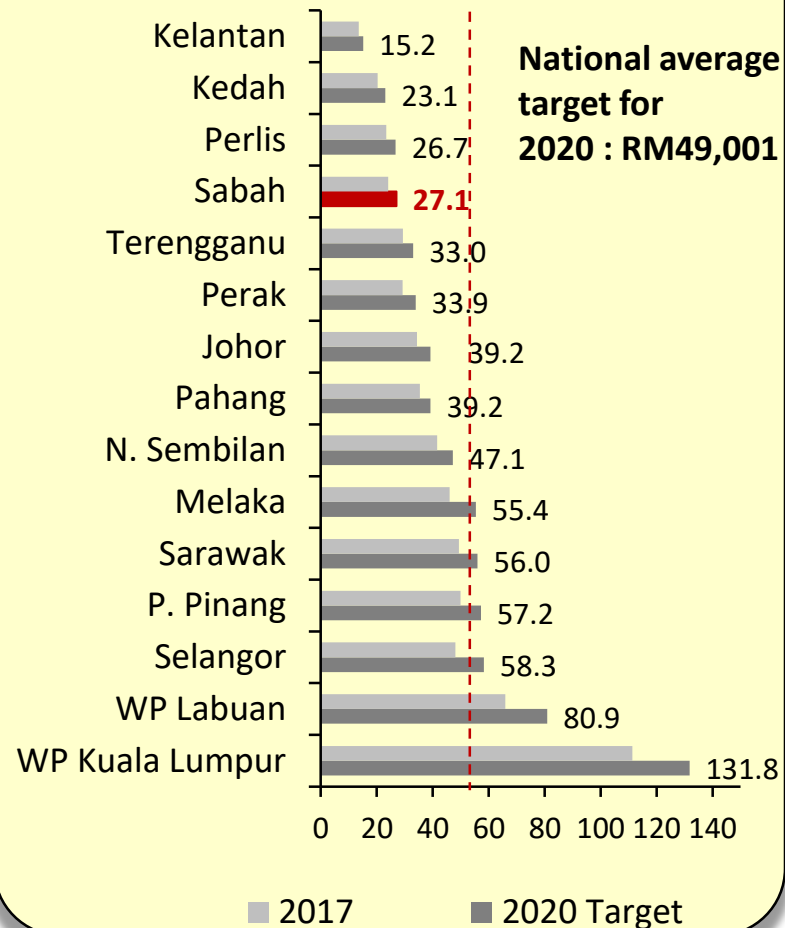 Kelantan 15.2
National average
target for
2020 : RM49,001
Kedah 23.1
Perlis 26.7
Sabah 27.1
Terengganu 33.0
Perak 33.9
Johor 39.2
Pahang 39.2
N. Sembilan 47.1
Melaka 55.4
Sarawak 56.0
P. Pinang 57.2
Selangor 58.3
WP Labuan 80.9
WP Kuala Lumpur 131.8
0 20 40 60 80 100 120 140
2017 2020 Target